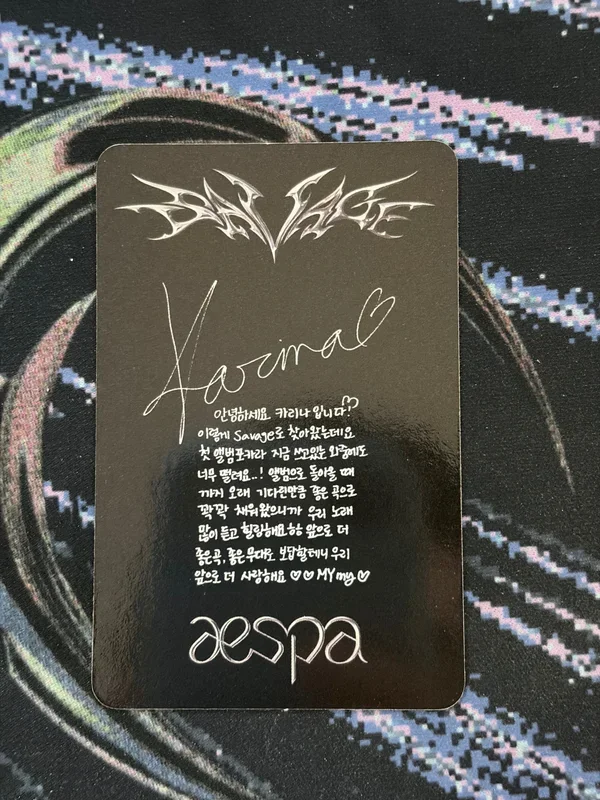 SAVAGE
Karina♡
안녕하세요 카리나 입니다!♡
이렇게 Savage로 찾아왔는데요
첫 앨범포카라 지금 쓰고있는 와중에도
너무 떨려요..! 앨범으로 돌아올 때
까지 오래 기다린만큼 좋은 곡으로
꽉꽉 채워왔으니까 우리 노래
많이 듣고 힐링해요ㅎㅎ 앞으로 더
좋은곡, 좋은무대로 보답할테니 우리
앞으로 더 사랑해요 ♡♡ MY my ♡
aespa